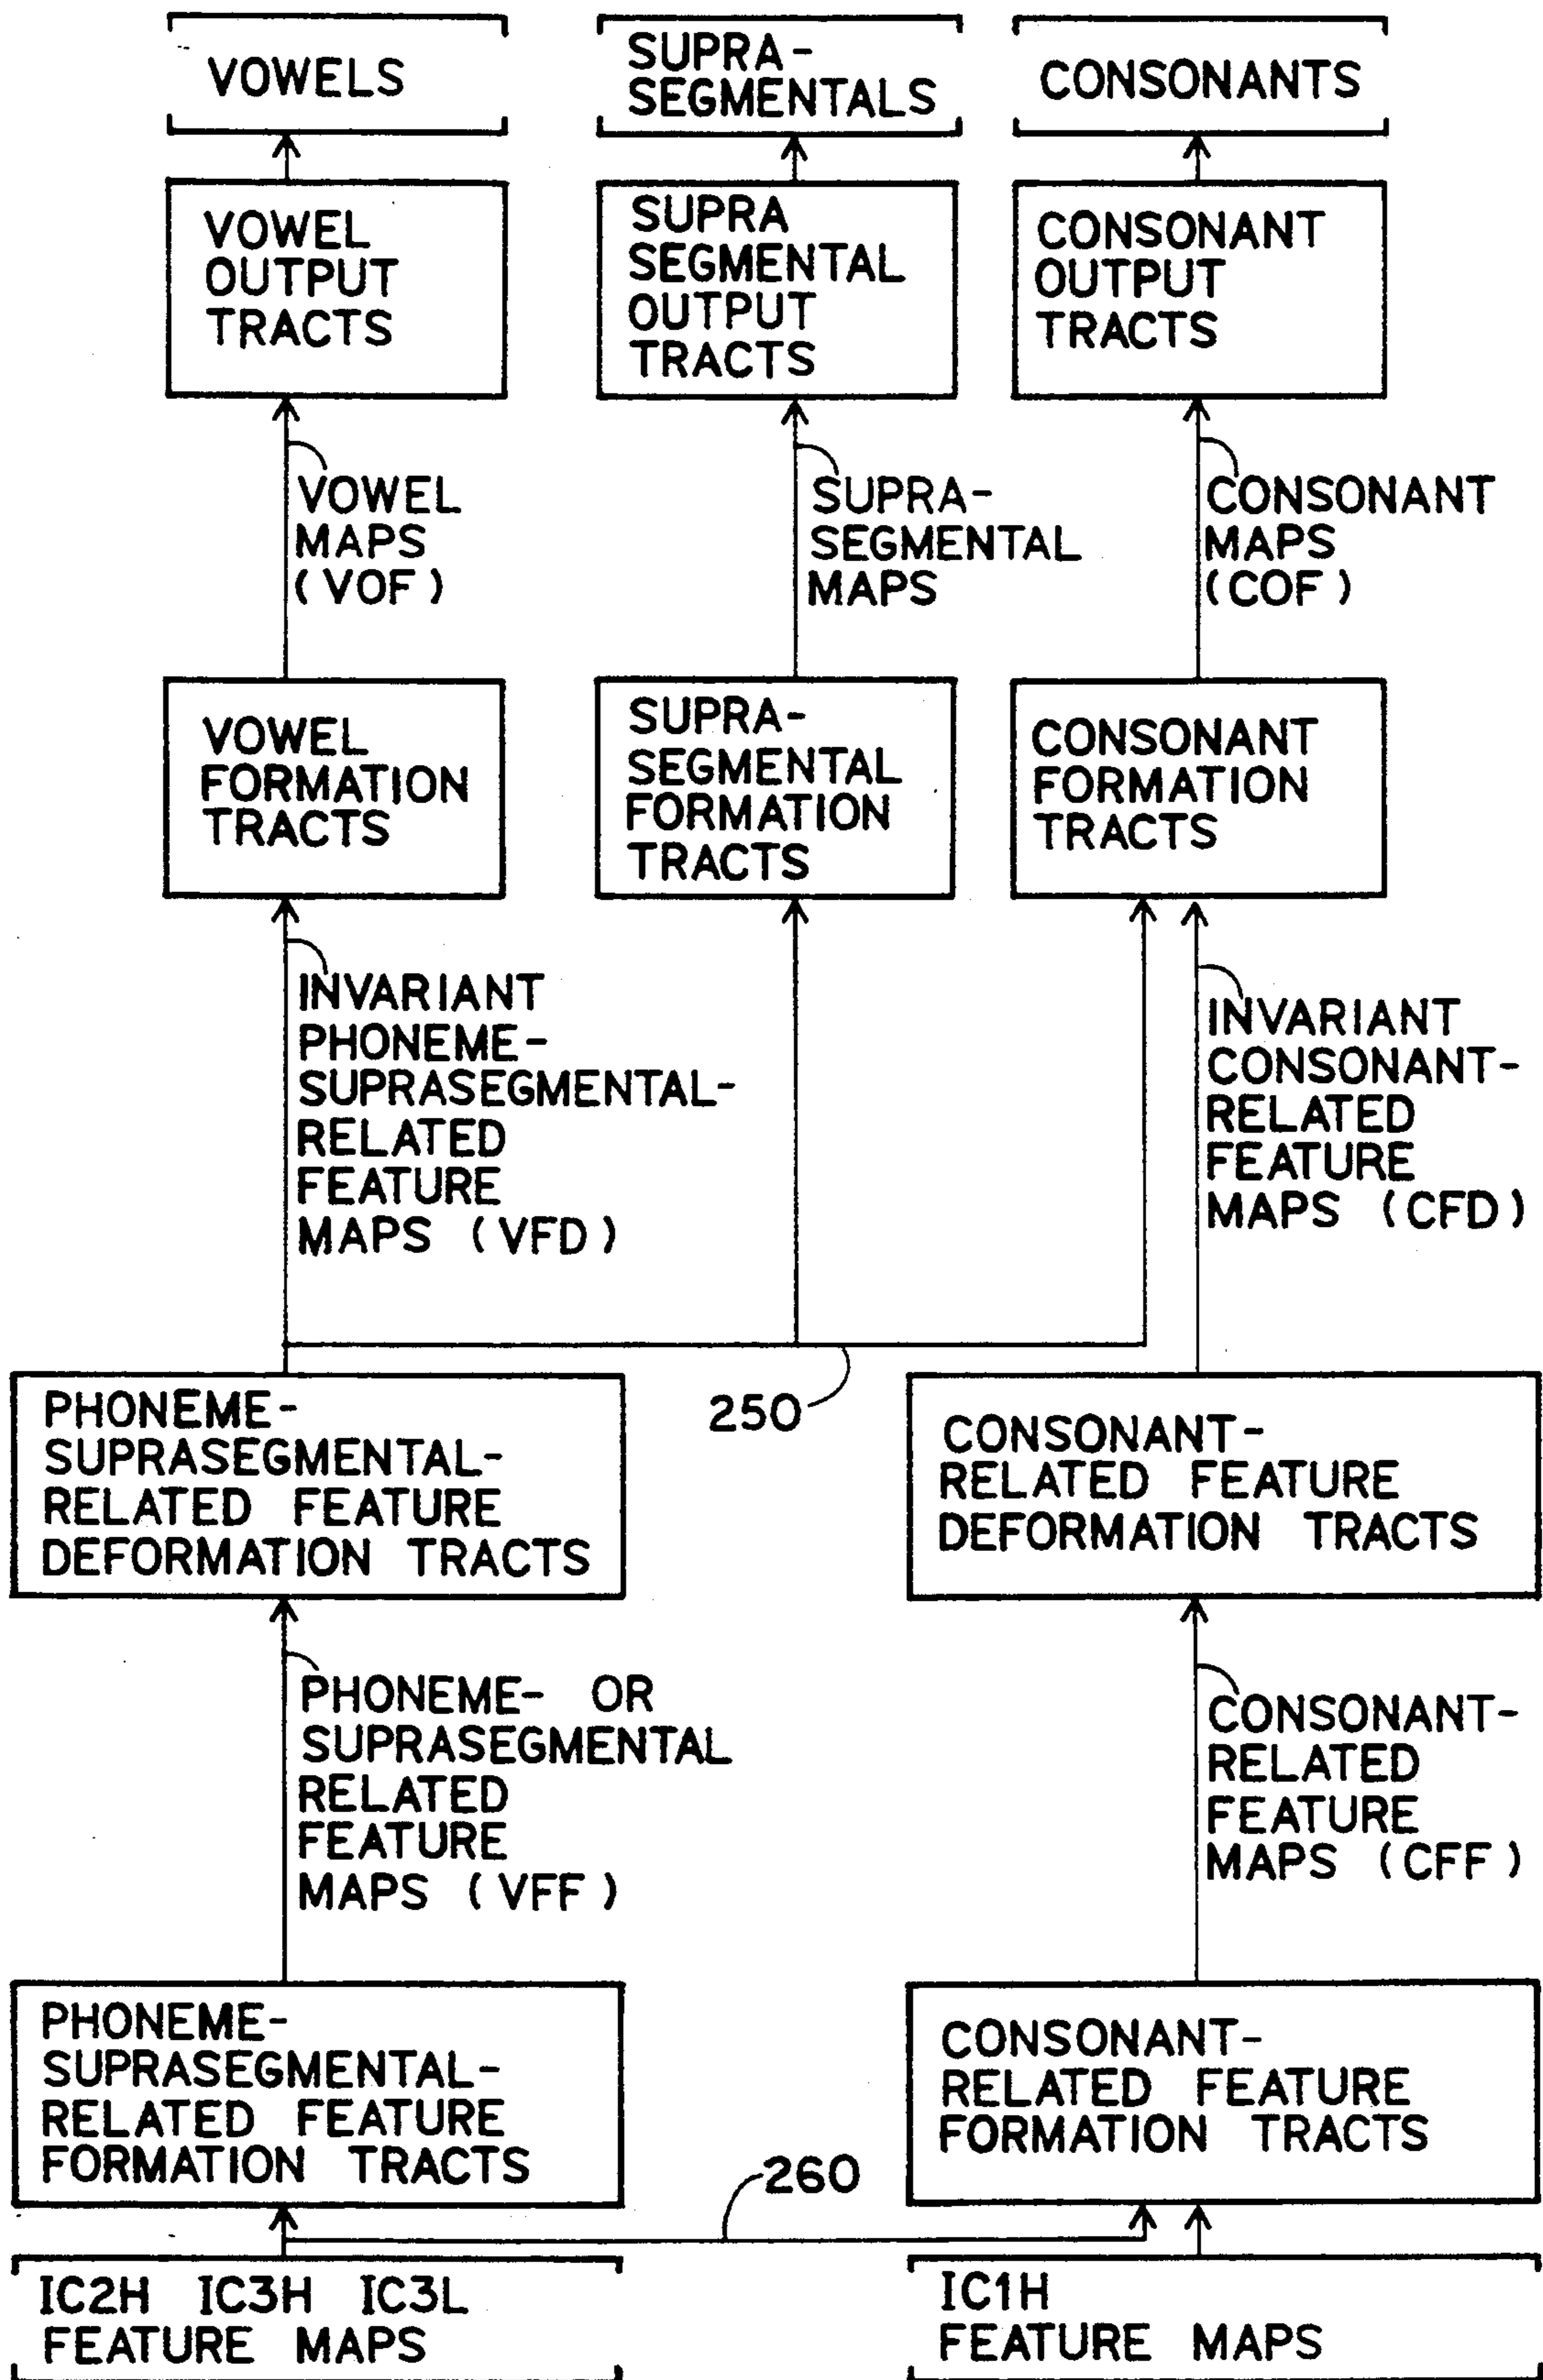 VOWELS
SUPRA-
SEGMENTALS
CONSONANTS
VOWEL
OUTPUT
TRACTS
SUPRA
SEGMENTAL
OUTPUT
TRACTS
CONSONANT
OUTPUT
TRACTS
VOWEL
MAPS
(VOF)
SUPRA-
SEGMENTAL
MAPS
CONSONANT
MAPS
(COF)
VOWEL
FORMATION
TRACTS
SUPRA-
SEGMENTAL
FORMATION
TRACTS
CONSONANT
FORMATION
TRACTS
INVARIANT
PHONEME-
SUPRASEGMENTAL-
RELATED
FEATURE
MAPS (VFD)
INVARIANT
CONSONANT-
RELATED
FEATURE
MAPS (CFD)
250
PHONEME-
SUPRASEGMENTAL-
RELATED FEATURE
DEFORMATION TRACTS
CONSONANT-
RELATED FEATURE
DEFORMATION TRACTS
PHONEME- OR
SUPRASEGMENTAL
RELATED
FEATURE
MAPS (VFF)
CONSONANT-
RELATED
FEATURE
MAPS (CFF)
PHONEME-
SUPRASEGMENTAL-
RELATED FEATURE
FORMATION TRACTS
CONSONANT-
RELATED FEATURE
FORMATION TRACTS
260
IC2H IC3H IC3L
FEATURE MAPS
IC1H
FEATURE MAPS